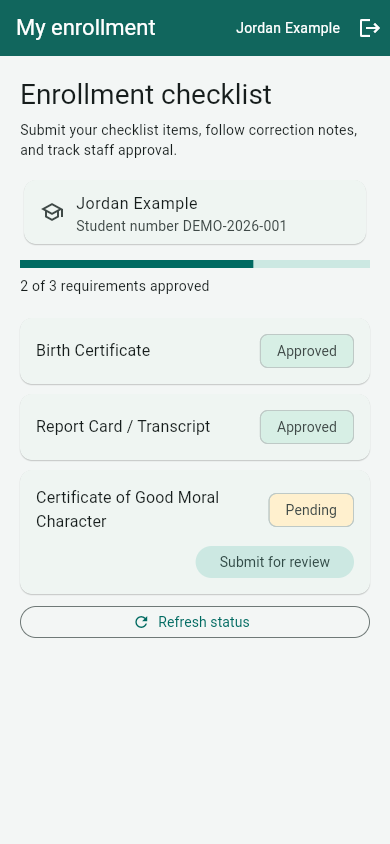 My enrollment
Jordan Example
Enrollment checklist
Submit your checklist items, follow correction notes,
and track staff approval.
Jordan Example
Student number DEMO-2026-001
2 of 3 requirements approved
Birth Certificate
Approved
Report Card / Transcript
Approved
Certificate of Good Moral
Character
Pending
Submit for review
Refresh status